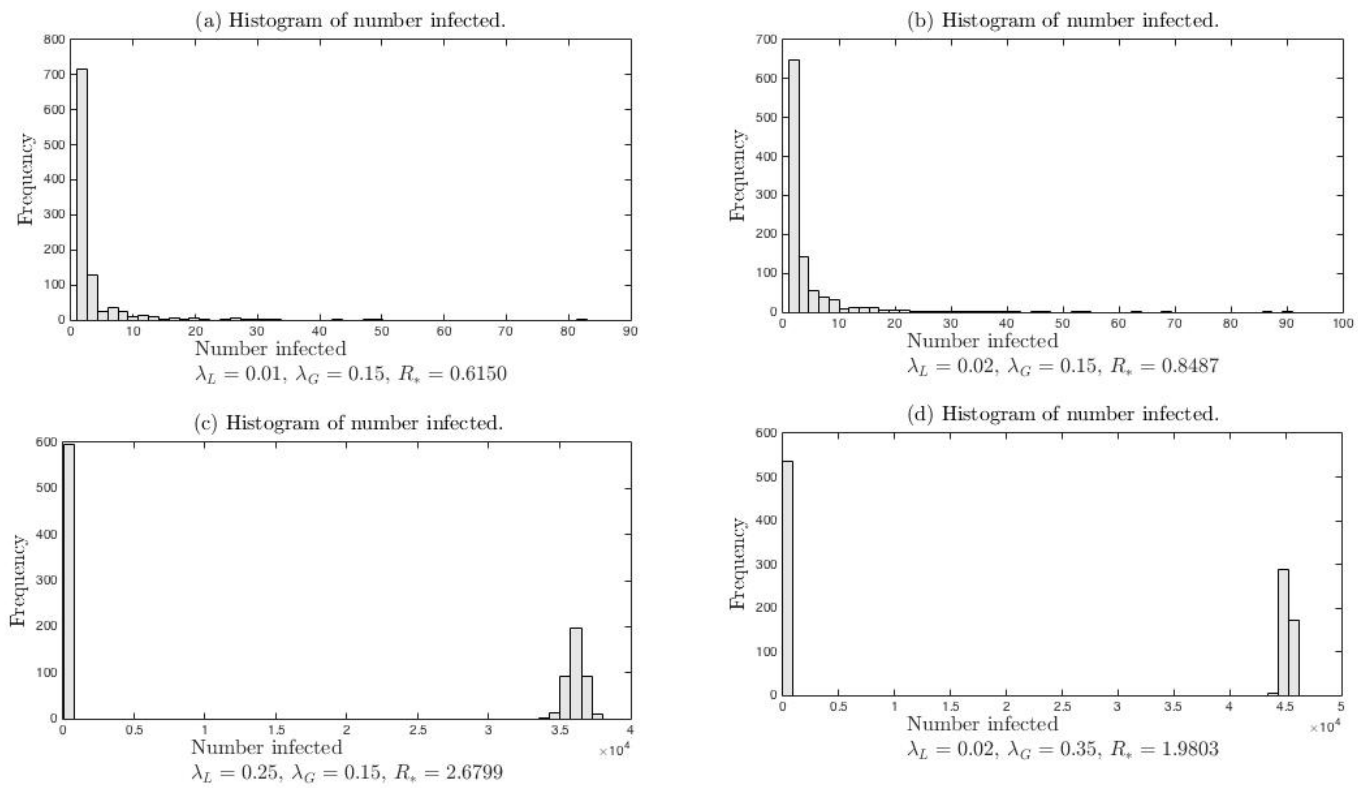 (a) Histogram of number infected.
800
700
600
500
400
300
200
100
0
Frequency
0 10 20 30 40 50 60 70 80 90
Number infected
λ_L = 0.01, λ_G = 0.15, R_* = 0.6150
(b) Histogram of number infected.
700
600
500
400
300
200
100
0
Frequency
0 10 20 30 40 50 60 70 80 90 100
Number infected
λ_L = 0.02, λ_G = 0.15, R_* = 0.8487
(c) Histogram of number infected.
600
500
400
300
200
100
0
Frequency
0 0.5 1 1.5 2 2.5 3 3.5 4
×10⁴
Number infected
λ_L = 0.25, λ_G = 0.15, R_* = 2.6799
(d) Histogram of number infected.
600
500
400
300
200
100
0
Frequency
0 0.5 1 1.5 2 2.5 3 3.5 4 4.5 5
×10⁴
Number infected
λ_L = 0.02, λ_G = 0.35, R_* = 1.9803